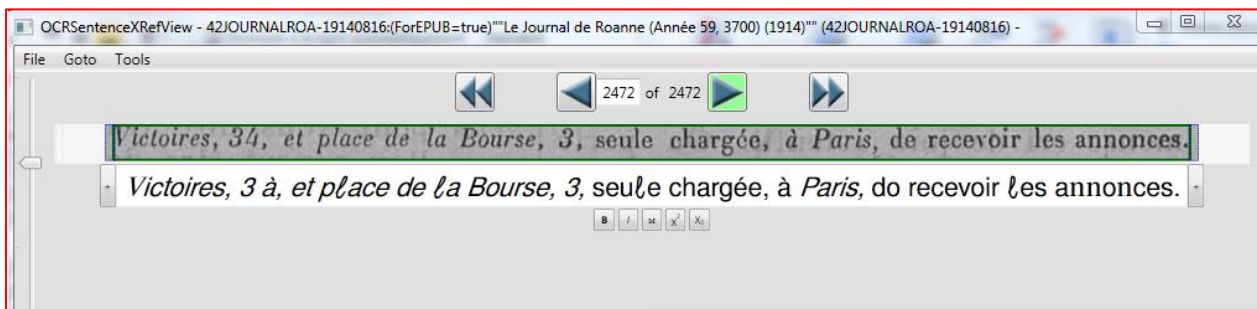 OCRSentenceXRefView - 42JOURNALROA-19140816:(ForEPUB=true)""Le Journal de Roanne (Année 59, 3700) (1914)"" (42JOURNALROA-19140816) -
File Goto Tools
2472 of 2472
Victoires, 34, et place de la Bourse, 3, seule chargée, à Paris, de recevoir les annonces.
+ Victoires, 3 à, et pℓace de ℓa Bourse, 3, seuℓe chargée, à Paris, do recevoir ℓes annonces. +
B I M X² X₂